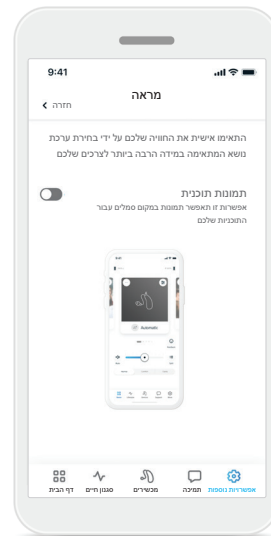 9:41
מראה
חזרה
התאימו אישית את החוויה שלכם על ידי בחירת ערכת
נושא המתאימה במידה הרבה ביותר לצרכים שלכם
תמונות תוכנית
אפשרות זו תאפשר תמונות במקום סמלים עבור
התוכניות שלכם
Automatic
אפשרויות נוספות
תמיכה
מכשירים
סגנון חיים
דף הבית